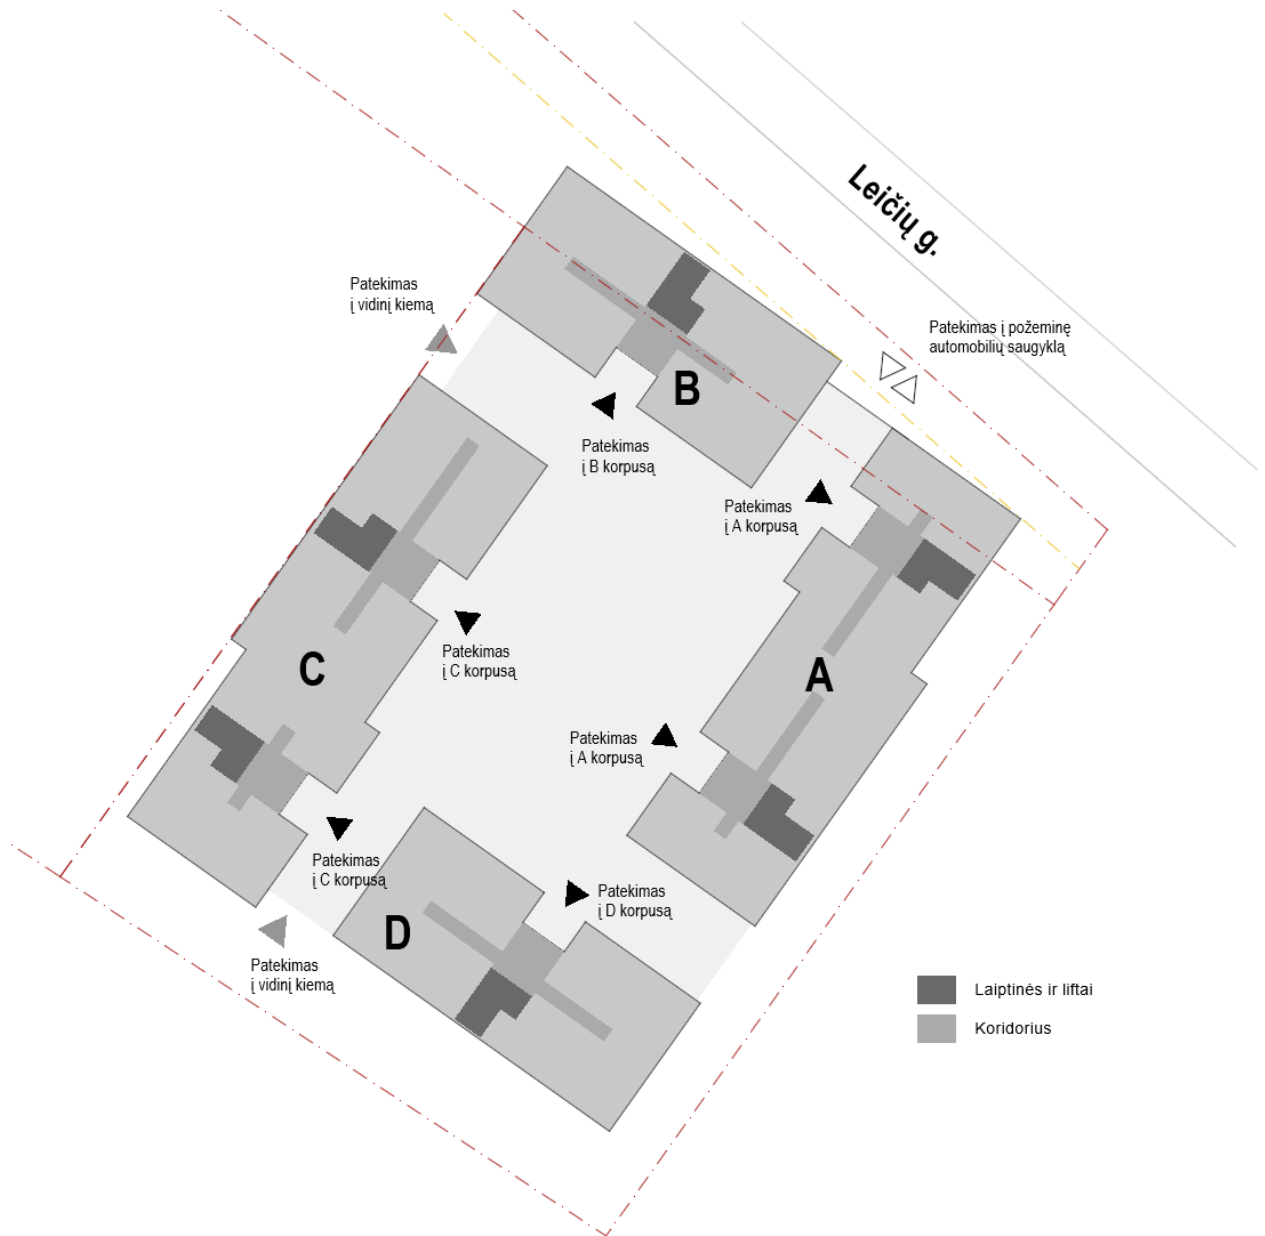 Leičių g.
Patekimas
į vidinį kiemą
Patekimas į požeminę
automobilių saugyklą
B
Patekimas
į B korpusą
Patekimas
į A korpusą
Patekimas
į C korpusą
C
A
Patekimas
į A korpusą
Patekimas
į C korpusą
Patekimas
į D korpusą
D
Patekimas
į vidinį kiemą
Laiptinės ir liftai
Koridorius